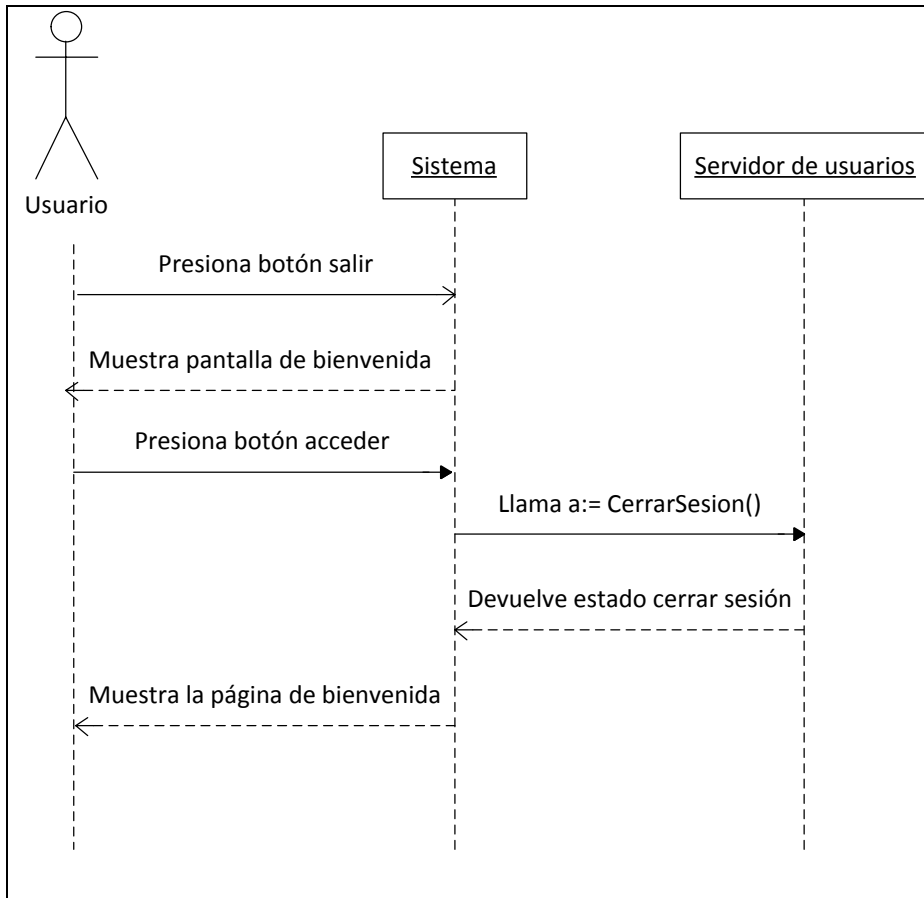 Sistema
Servidor de usuarios
Usuario
Presiona botón salir
Muestra pantalla de bienvenida
Presiona botón acceder
Llama a:= CerrarSesion()
Devuelve estado cerrar sesión
Muestra la página de bienvenida